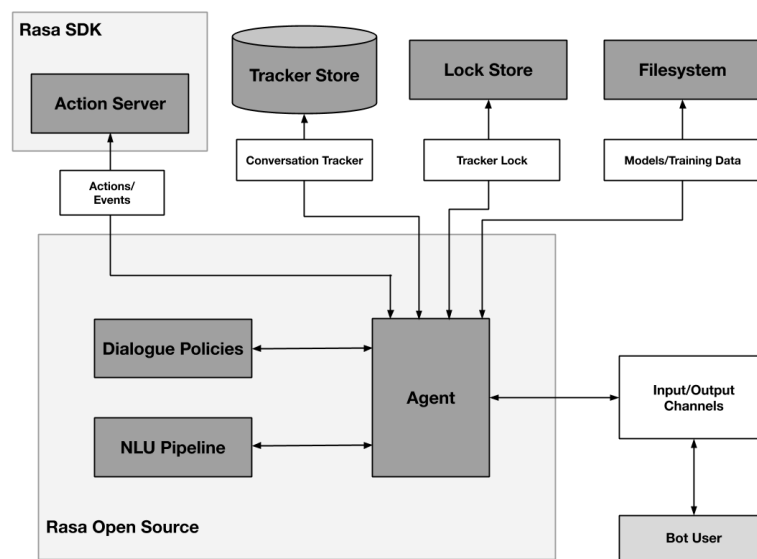 Rasa SDK
Action Server
Tracker Store
Lock Store
Filesystem
Actions/
Events
Conversation Tracker
Tracker Lock
Models/Training Data
Dialogue Policies
NLU Pipeline
Agent
Input/Output
Channels
Rasa Open Source
Bot User